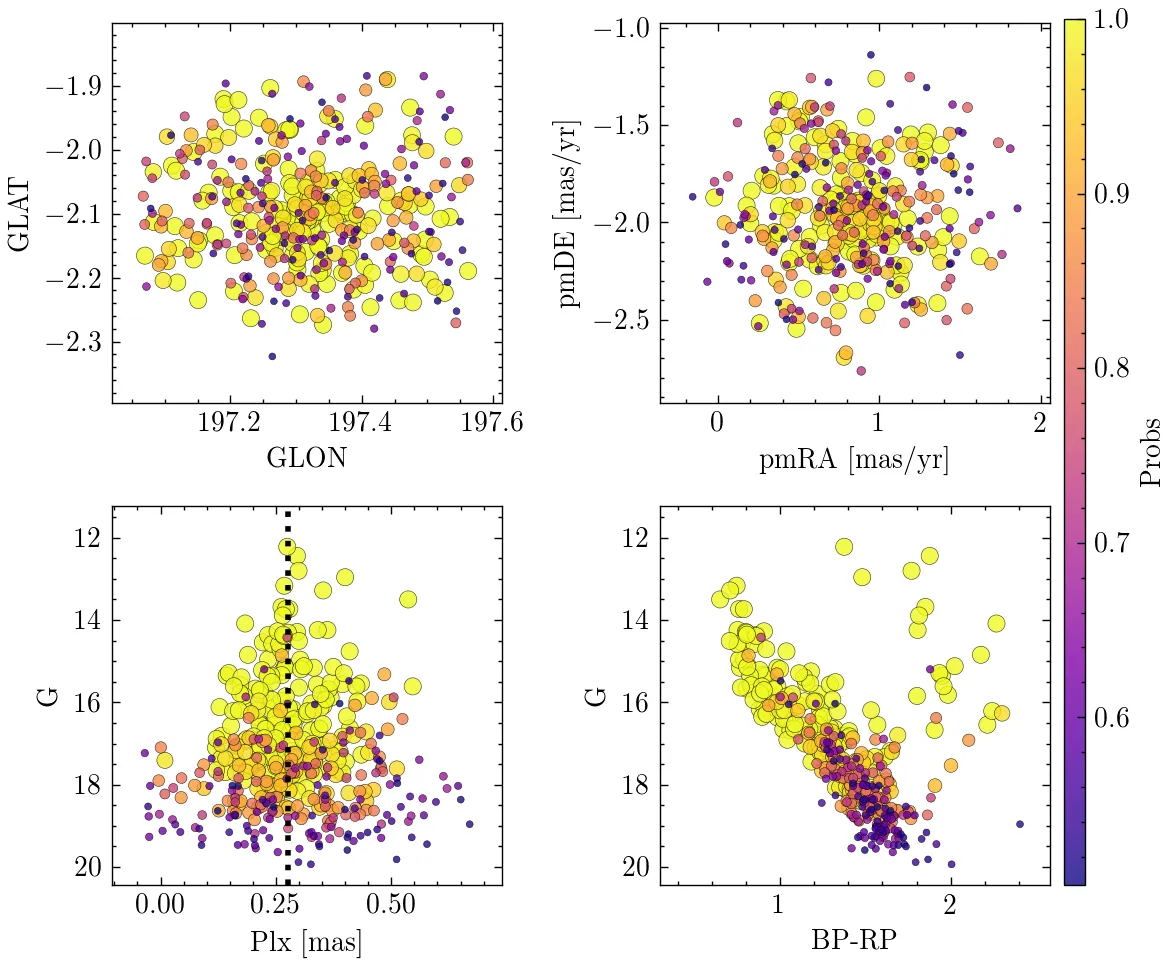 −1.9
−2.0
−2.1
−2.2
−2.3
GLAT
197.2 197.4 197.6
GLON
−1.0
−1.5
−2.0
−2.5
pmDE [mas/yr]
0 1 2
pmRA [mas/yr]
1.0
0.9
0.8
0.7
0.6
Probs
12
14
16
18
20
G
0.00 0.25 0.50
Plx [mas]
12
14
16
18
20
G
1 2
BP-RP